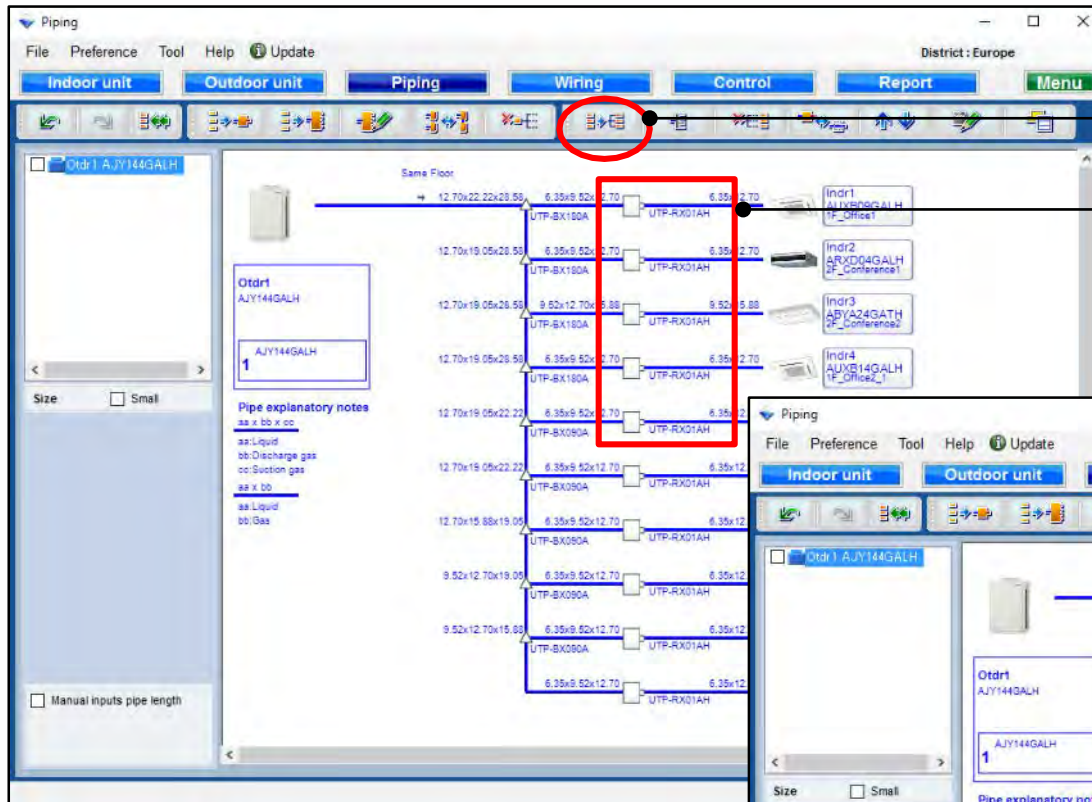 Piping
File Preference Tool Help Update District : Europe
Indoor unit Outdoor unit Piping Wiring Control Report Menu
Otdr1 AJY144GALH
Same Floor
12.70x22.22x28.58 6.35x9.52x12.70 6.35x12.70 Indr1
UTP-BX180A UTP-RX01AH AUXB09GALH
1F_Office1
12.70x19.05x28.58 6.35x9.52x12.70 6.35x12.70 Indr2
UTP-BX180A UTP-RX01AH ARXD04GALH
2F_Conference1
Otdr1
AJY144GALH
12.70x19.05x28.58 9.52x12.70x15.88 9.52x15.88 Indr3
UTP-BX180A UTP-RX01AH ABYA24GATH
2F_Conference2
AJY144GALH
1
12.70x19.05x28.58 6.35x9.52x12.70 6.35x12.70 Indr4
UTP-BX180A UTP-RX01AH AUXB14GALH
1F_Office2_1
Size Small
Pipe explanatory notes
aa x bb x cc
aa:Liquid
bb:Discharge gas
cc:Suction gas
aa x bb
aa:Liquid
bb:Gas
12.70x19.05x22.22 6.35x9.52x12.70 6.35x
UTP-BX090A UTP-RX01AH
12.70x19.05x22.22 6.35x9.52x12.70 6.35x12
UTP-BX090A UTP-RX01AH
12.70x15.88x19.05 6.35x9.52x12.70 6.35x12
UTP-BX090A UTP-RX01AH
9.52x12.70x19.05 6.35x9.52x12.70 6.35x12
UTP-BX090A UTP-RX01AH
9.52x12.70x15.88 6.35x9.52x12.70 6.35x12
UTP-BX090A UTP-RX01AH
6.35x9.52x12.70 6.35x12
UTP-RX01AH
Manual inputs pipe length
Piping
File Preference Tool Help Update
Indoor unit Outdoor unit
Otdr1 AJY144GALH
Otdr1
AJY144GALH
AJY144GALH
1
Size Small
Pipe explanatory no